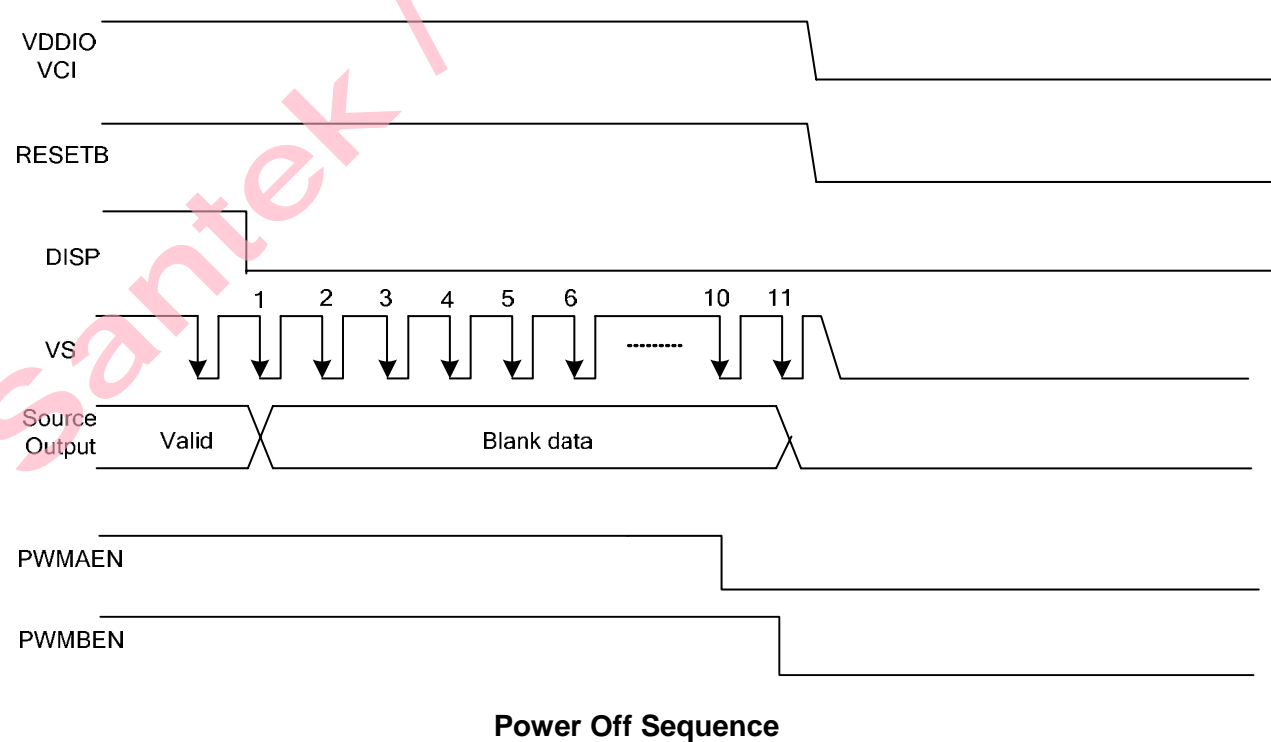 VDDIO
VCI
RESETB
DISP
1 2 3 4 5 6 10 11
VS
Source
Output
Valid
Blank data
PWMAEN
PWMBEN
Power Off Sequence
Santek /